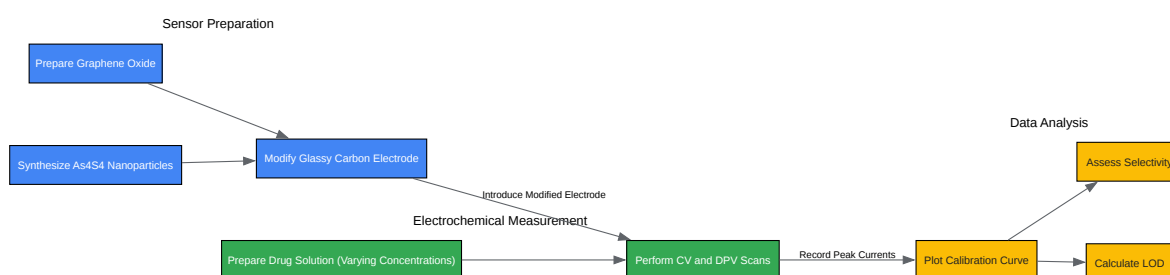 Sensor Preparation
Prepare Graphene Oxide
Synthesize As4S4 Nanoparticles
Modify Glassy Carbon Electrode
Introduce Modified Electrode
Electrochemical Measurement
Prepare Drug Solution (Varying Concentrations)
Perform CV and DPV Scans
Record Peak Currents
Data Analysis
Plot Calibration Curve
Assess Selectivity
Calculate LOD